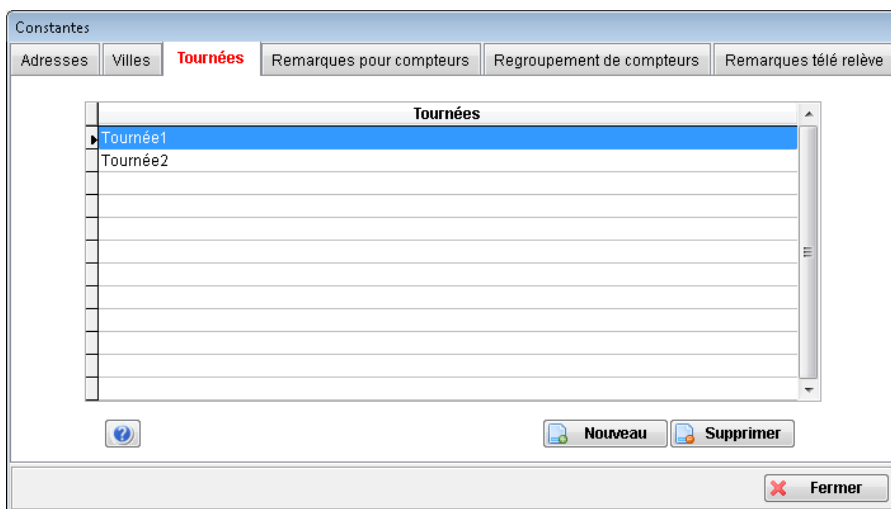 Constantes
Adresses Villes Tournées Remarques pour compteurs Regroupement de compteurs Remarques télé relève
Tournées
Tournée1
Tournée2
Nouveau Supprimer
Fermer